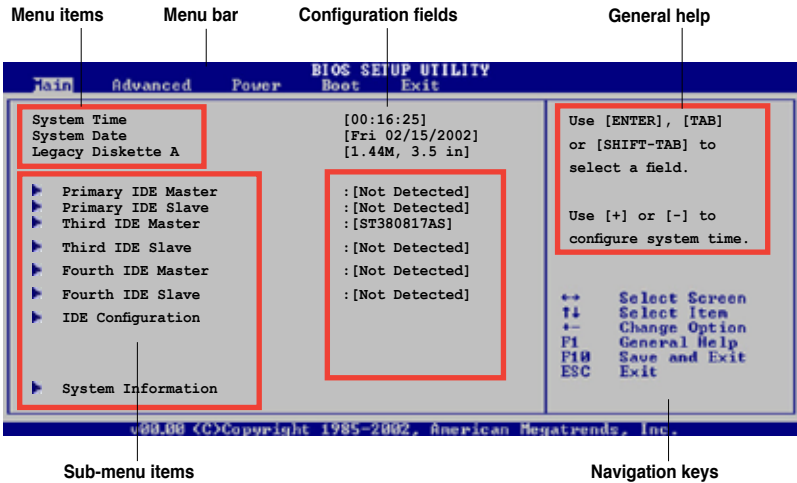 Menu items Menu bar Configuration fields General help
BIOS SETUP UTILITY
Main Advanced Power Boot Exit
System Time [00:16:25]
System Date [Fri 02/15/2002]
Legacy Diskette A [1.44M, 3.5 in]
Primary IDE Master :[Not Detected]
Primary IDE Slave :[Not Detected]
Third IDE Master :[ST380817AS]
Third IDE Slave :[Not Detected]
Fourth IDE Master :[Not Detected]
Fourth IDE Slave :[Not Detected]
IDE Configuration
System Information
Use [ENTER], [TAB]
or [SHIFT-TAB] to
select a field.
Use [+] or [-] to
configure system time.
↔ Select Screen
↑↓ Select Item
+- Change Option
F1 General Help
F10 Save and Exit
ESC Exit
v00.00 (C)Copyright 1985-2002, American Megatrends, Inc.
Sub-menu items Navigation keys